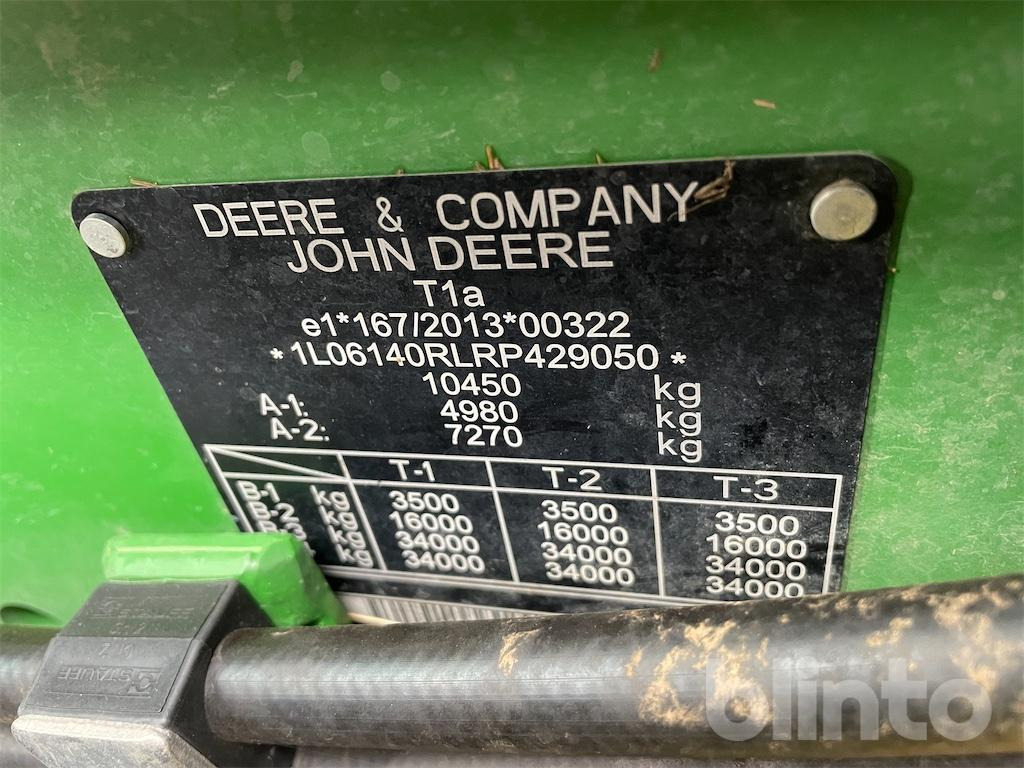 DEERE & COMPANY
JOHN DEERE
T1a
e1*167/2013*00322
*1L06140RLRP429050*
10450 kg
A-1: 4980 kg
A-2: 7270 kg
T-1 T-2 T-3
B-1 kg 3500 3500 3500
B-2 kg 16000 16000 16000
kg 34000 34000 34000
kg 34000 34000 34000
STAUFF
blinto